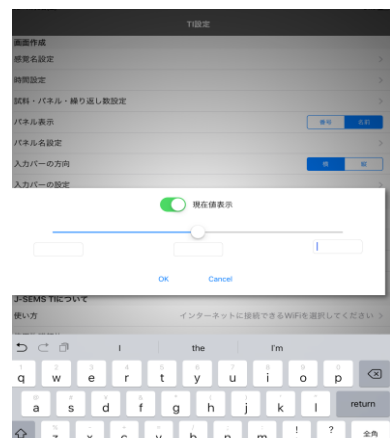 TI設定
画面作成
感覚名設定
時間設定
試料・パネル・繰り返し数設定
パネル表示 番号 名前
パネル名設定
入力バーの方向 横 縦
入力バーの設定
現在値表示
OK Cancel
J-SEMS TIについて
使い方 インターネットに接続できるWiFiを選択してください
I the I'm
q w e r t y u i o p
a s d f g h j k l return
z x c v b n m ! ? 全角